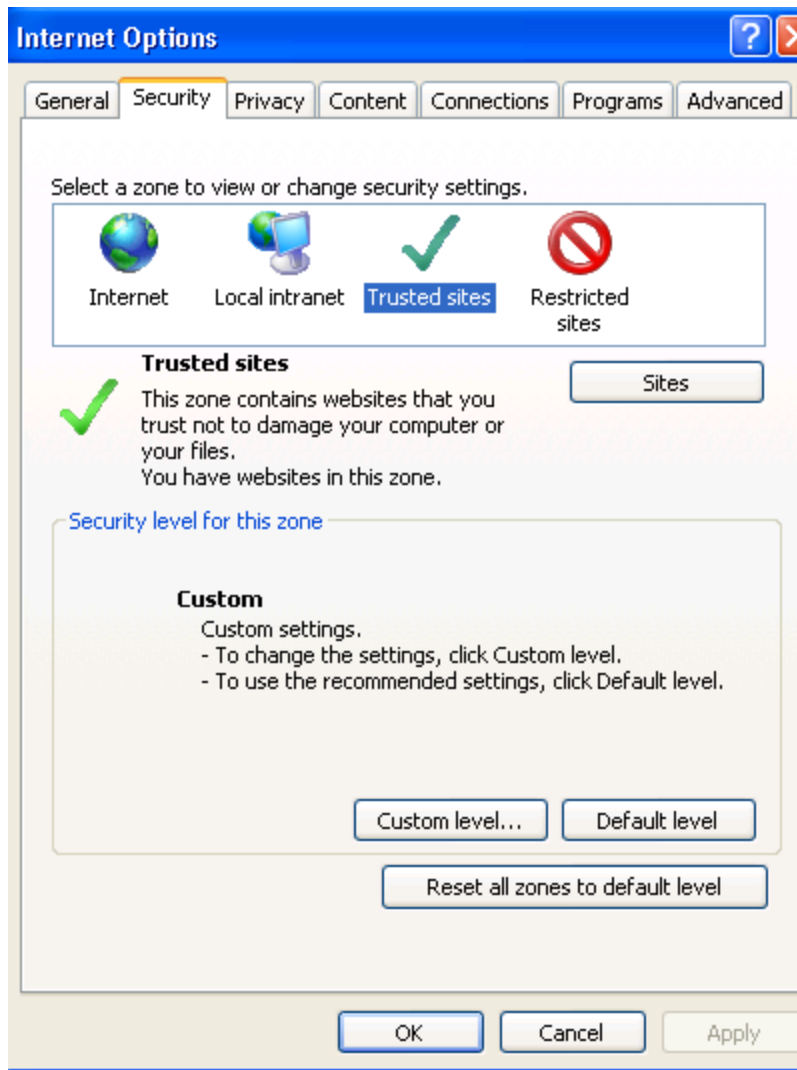 Internet Options
?
General Security Privacy Content Connections Programs Advanced
Select a zone to view or change security settings.
Internet Local intranet Trusted sites Restricted
sites
Trusted sites
Sites
This zone contains websites that you
trust not to damage your computer or
your files.
You have websites in this zone.
Security level for this zone
Custom
Custom settings.
- To change the settings, click Custom level.
- To use the recommended settings, click Default level.
Custom level... Default level
Reset all zones to default level
OK Cancel Apply